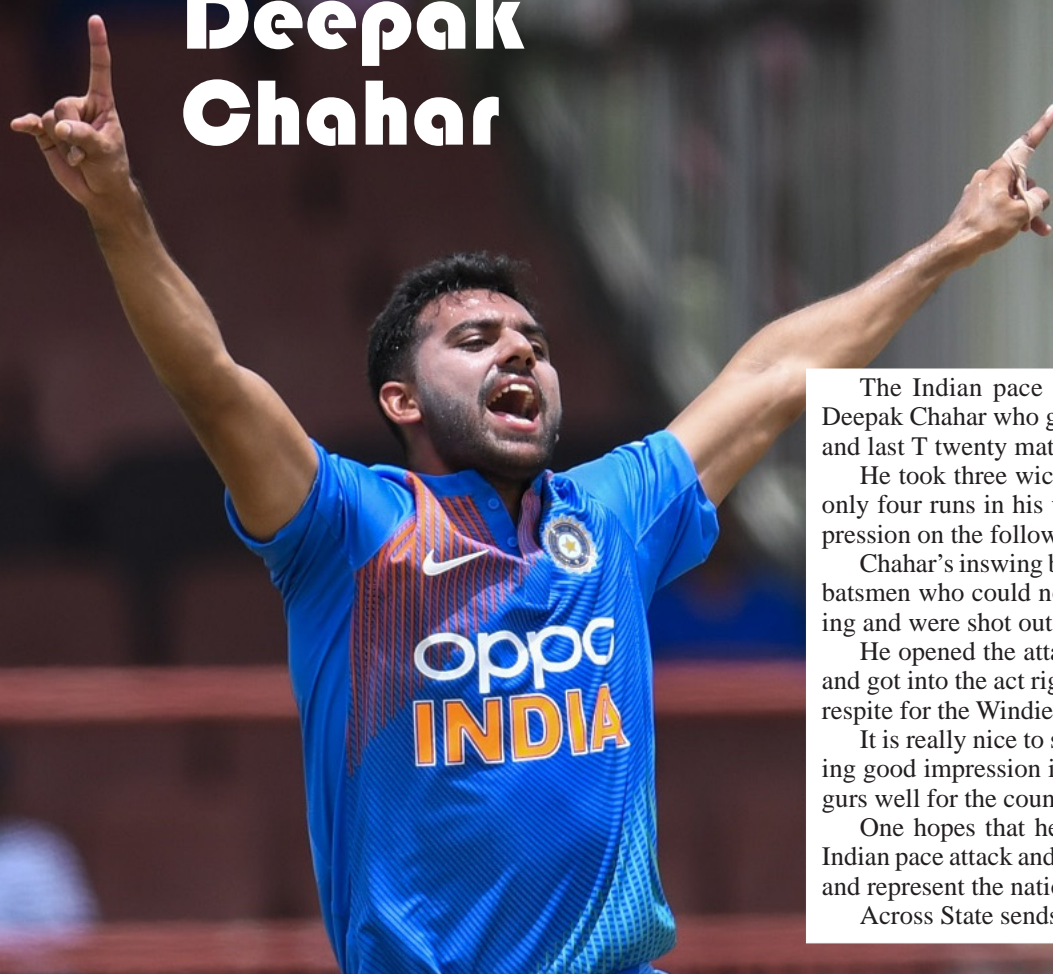 Deepak
Chahar
oppo
INDIA
The Indian pace
Deepak Chahar who g
and last T twenty mat
He took three wic
only four runs in his
pression on the follow
Chahar's inswing b
batsmen who could n
ing and were shot out
He opened the atta
and got into the act rig
respite for the Windie
It is really nice to s
ing good impression i
gurs well for the coun
One hopes that he
Indian pace attack and
and represent the natio
Across State sends